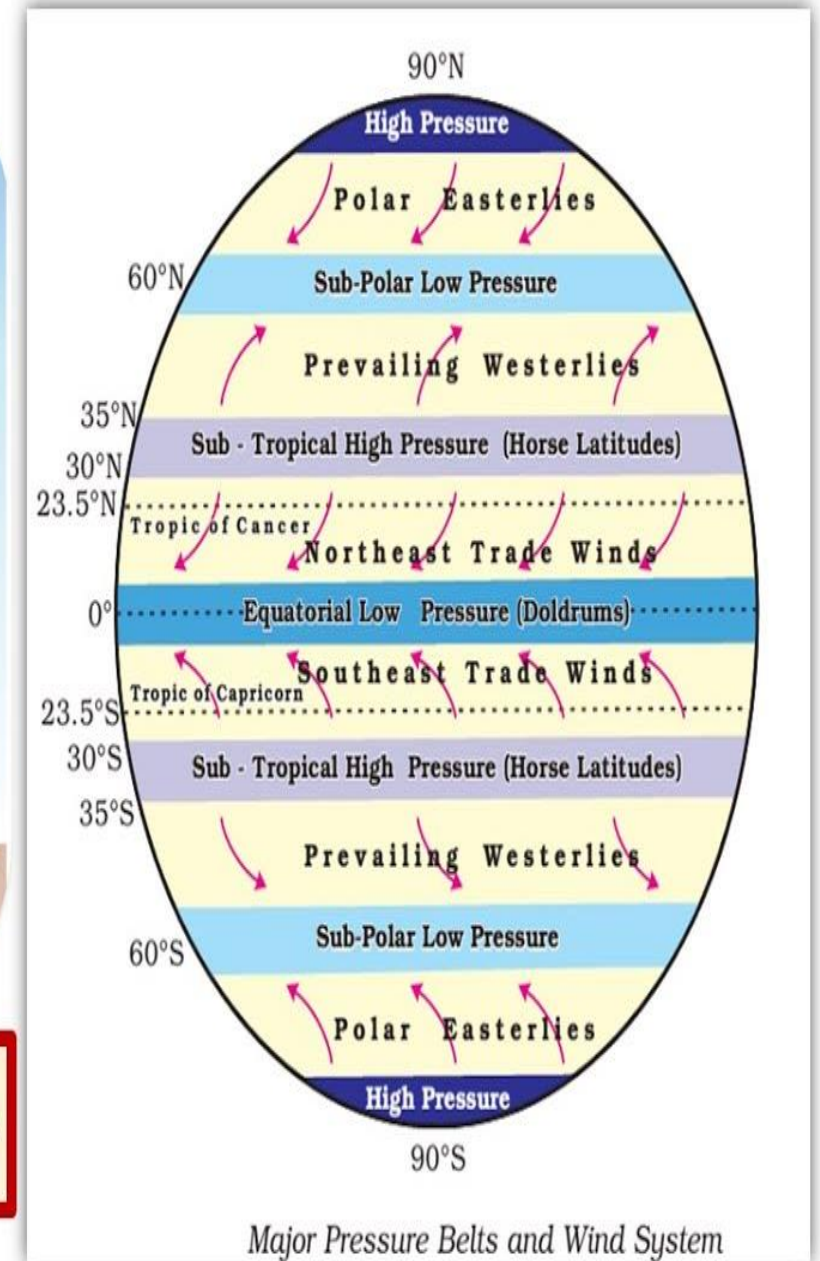 90°N
High Pressure
Polar Easterlies
60°N
Sub-Polar Low Pressure
Prevailing Westerlies
35°N
Sub - Tropical High Pressure (Horse Latitudes)
30°N
23.5°N
Tropic of Cancer
Northeast Trade Winds
0°
Equatorial Low Pressure (Doldrums)
Southeast Trade Winds
Tropic of Capricorn
23.5°S
30°S
Sub - Tropical High Pressure (Horse Latitudes)
35°S
Prevailing Westerlies
60°S
Sub-Polar Low Pressure
Polar Easterlies
High Pressure
90°S
Major Pressure Belts and Wind System